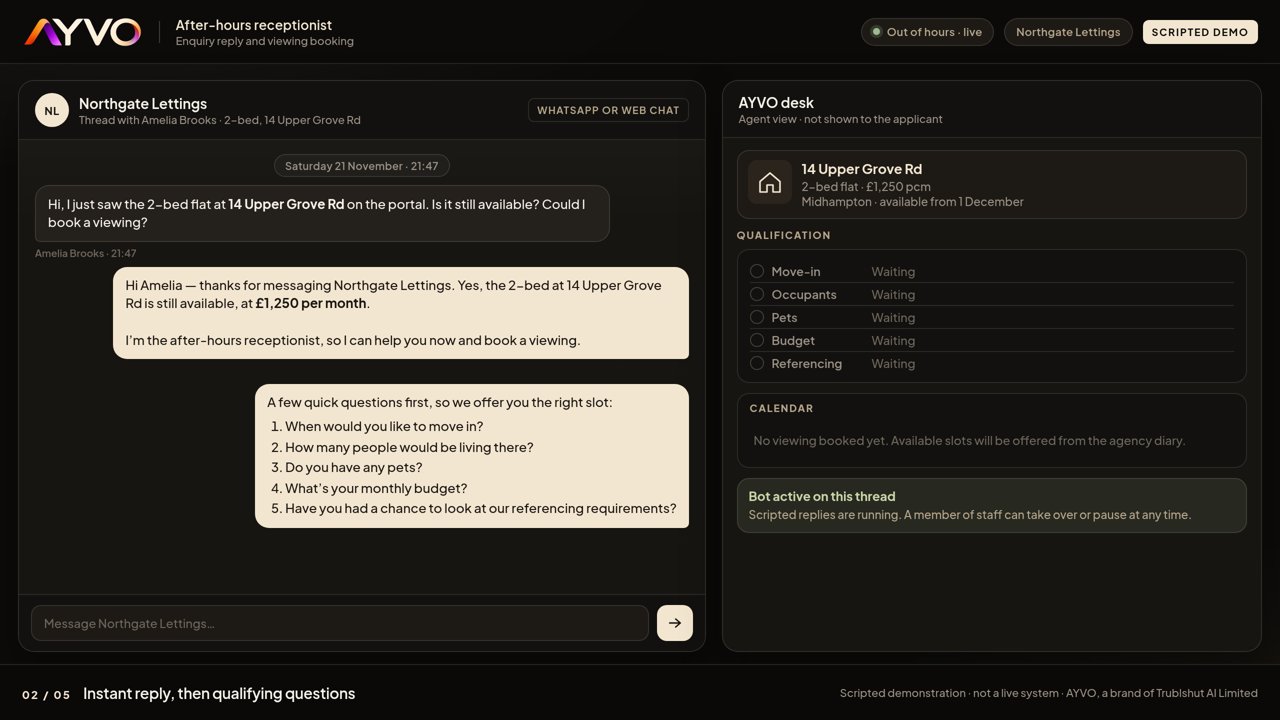 AYVO
After-hours receptionist
Enquiry reply and viewing booking
Out of hours · live
Northgate Lettings
SCRIPTED DEMO
NL
Northgate Lettings
Thread with Amelia Brooks · 2-bed, 14 Upper Grove Rd
WHATSAPP OR WEB CHAT
Saturday 21 November · 21:47
Hi, I just saw the 2-bed flat at 14 Upper Grove Rd on the portal. Is it still available? Could I
book a viewing?
Amelia Brooks · 21:47
Hi Amelia — thanks for messaging Northgate Lettings. Yes, the 2-bed at 14 Upper Grove
Rd is still available, at £1,250 per month.
I'm the after-hours receptionist, so I can help you now and book a viewing.
A few quick questions first, so we offer you the right slot:
1. When would you like to move in?
2. How many people would be living there?
3. Do you have any pets?
4. What's your monthly budget?
5. Have you had a chance to look at our referencing requirements?
Message Northgate Lettings…
AYVO desk
Agent view · not shown to the applicant
14 Upper Grove Rd
2-bed flat · £1,250 pcm
Midhampton · available from 1 December
QUALIFICATION
Move-in Waiting
Occupants Waiting
Pets Waiting
Budget Waiting
Referencing Waiting
CALENDAR
No viewing booked yet. Available slots will be offered from the agency diary.
Bot active on this thread
Scripted replies are running. A member of staff can take over or pause at any time.
02 / 05 Instant reply, then qualifying questions
Scripted demonstration · not a live system · AYVO, a brand of Trublshut AI Limited